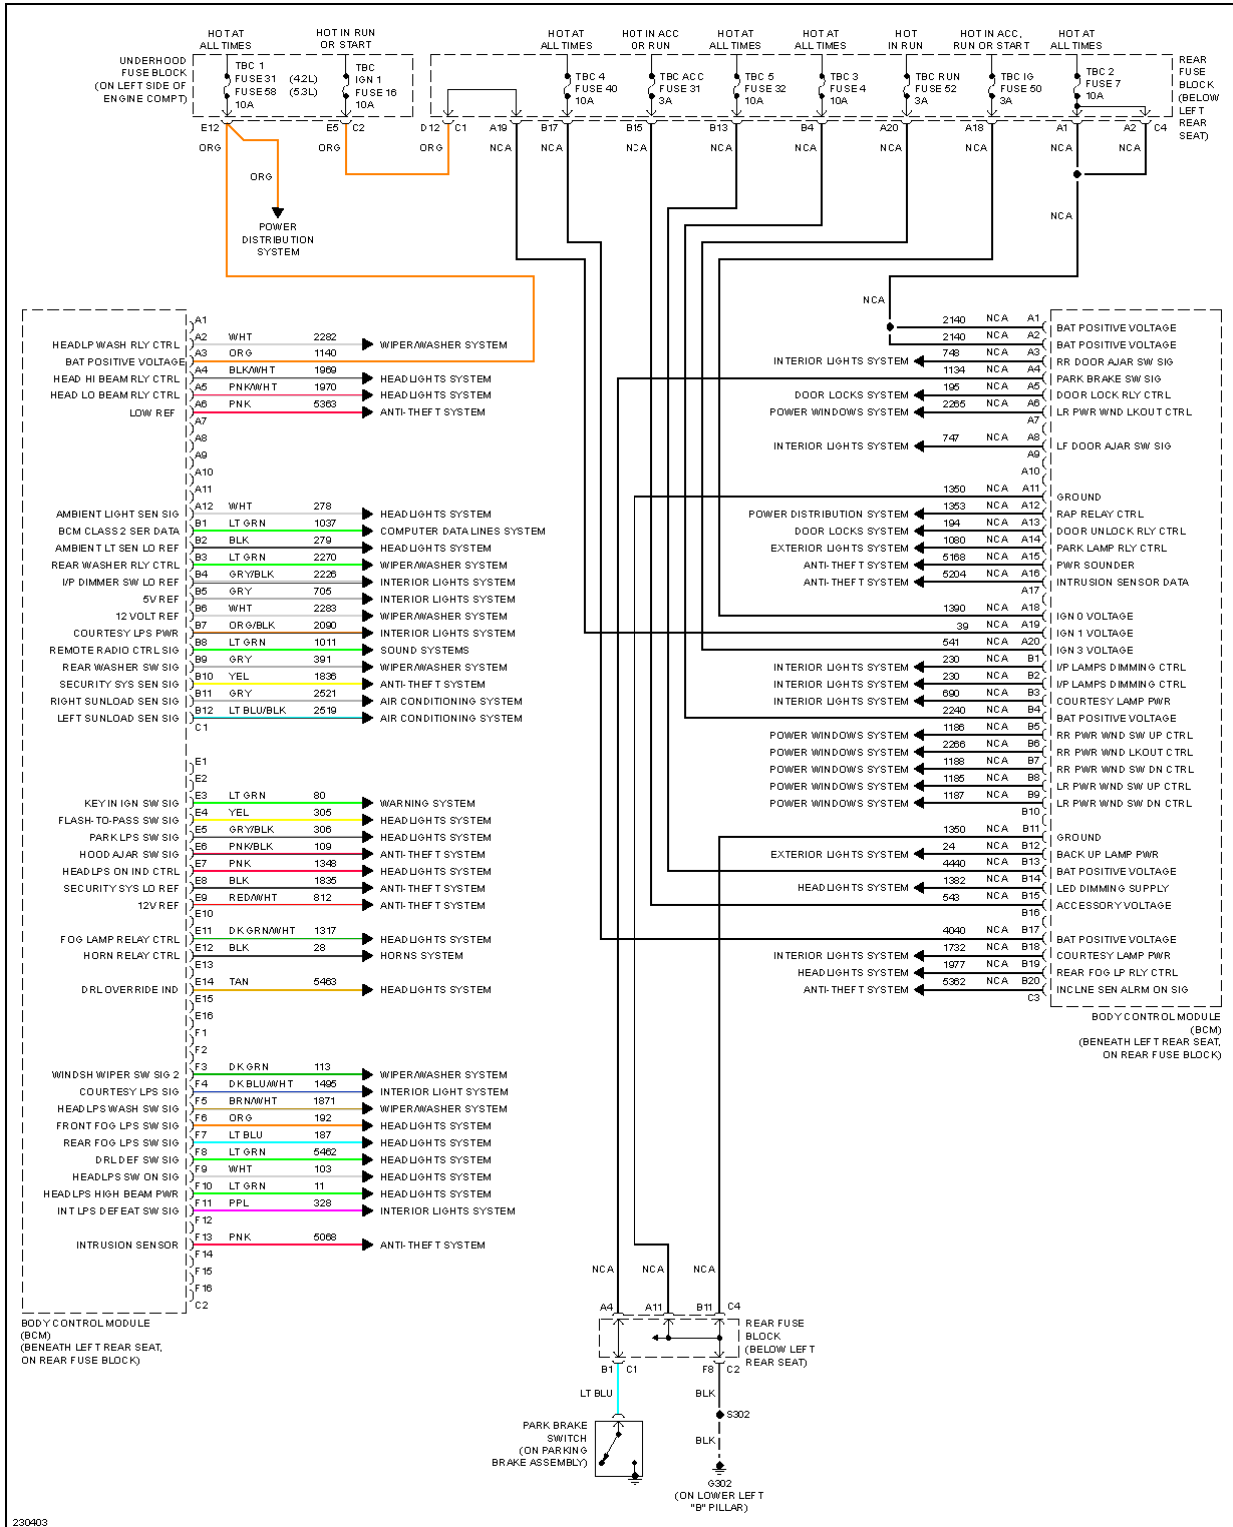 HOT AT
ALL TIMES
HOT IN RUN
OR START
HOT AT
ALL TIMES
HOT IN ACC
OR RUN
HOT AT
ALL TIMES
HOT AT
ALL TIMES
HOT
IN RUN
HOT IN ACC,
RUN OR START
HOT AT
ALL TIMES
UNDERHOOD
FUSE BLOCK
(ON LEFT SIDE OF
ENGINE COMPT)
TBC 1
FUSE 31 (4.2L)
FUSE 58 (5.3L)
10A
TBC
IGN 1
FUSE 16
10A
TBC 4
FUSE 40
10A
TBC ACC
FUSE 31
3A
TBC 5
FUSE 32
10A
TBC 3
FUSE 4
10A
TBC RUN
FUSE 52
3A
TBC IG
FUSE 50
3A
TBC 2
FUSE 7
10A
REAR
FUSE
BLOCK
(BELOW
LEFT
REAR
SEAT)
E12 E5 C2 D12 C1 A19 B17 B15 B13 B4 A20 A18 A1 A2 C4
ORG ORG ORG NCA NCA NCA NCA NCA NCA NCA NCA NCA
ORG
POWER
DISTRIBUTION
SYSTEM
NCA
NCA
A1
HEADLP WASH RLY CTRL A2 WHT 2282 WIPER/WASHER SYSTEM
BAT POSITIVE VOLTAGE A3 ORG 1140
HEAD HI BEAM RLY CTRL A4 BLK/WHT 1969 HEADLIGHTS SYSTEM
HEAD LO BEAM RLY CTRL A5 PNK/WHT 1970 HEADLIGHTS SYSTEM
LOW REF A6 PNK 5363 ANTI-THEFT SYSTEM
A7
A8
A9
A10
A11
AMBIENT LIGHT SEN SIG A12 WHT 278 HEADLIGHTS SYSTEM
BCM CLASS 2 SER DATA B1 LT GRN 1037 COMPUTER DATA LINES SYSTEM
AMBIENT LT SEN LO REF B2 BLK 279 HEADLIGHTS SYSTEM
REAR WASHER RLY CTRL B3 LT GRN 2270 WIPER/WASHER SYSTEM
I/P DIMMER SW LO REF B4 GRY/BLK 2226 INTERIOR LIGHTS SYSTEM
5V REF B5 GRY 705 INTERIOR LIGHTS SYSTEM
12 VOLT REF B6 WHT 2283 WIPER/WASHER SYSTEM
COURTESY LPS PWR B7 ORG/BLK 2090 INTERIOR LIGHTS SYSTEM
REMOTE RADIO CTRL SIG B8 LT GRN 1011 SOUND SYSTEMS
REAR WASHER SW SIG B9 GRY 391 WIPER/WASHER SYSTEM
SECURITY SYS SEN SIG B10 YEL 1836 ANTI-THEFT SYSTEM
RIGHT SUNLOAD SEN SIG B11 GRY 2521 AIR CONDITIONING SYSTEM
LEFT SUNLOAD SEN SIG B12 LT BLU/BLK 2519 AIR CONDITIONING SYSTEM
C1
E1
E2
KEY IN IGN SW SIG E3 LT GRN 80 WARNING SYSTEM
FLASH-TO-PASS SW SIG E4 YEL 305 HEADLIGHTS SYSTEM
PARK LPS SW SIG E5 GRY/BLK 306 HEADLIGHTS SYSTEM
HOOD AJAR SW SIG E6 PNK/BLK 109 ANTI-THEFT SYSTEM
HEADLPS ON IND CTRL E7 PNK 1348 HEADLIGHTS SYSTEM
SECURITY SYS LO REF E8 BLK 1835 ANTI-THEFT SYSTEM
12V REF E9 RED/WHT 812 ANTI-THEFT SYSTEM
E10
FOG LAMP RELAY CTRL E11 DK GRN/WHT 1317 HEADLIGHTS SYSTEM
HORN RELAY CTRL E12 BLK 28 HORNS SYSTEM
E13
DRL OVERRIDE IND E14 TAN 5463 HEADLIGHTS SYSTEM
E15
E16
F1
F2
WINDSH WIPER SW SIG 2 F3 DK GRN 113 WIPER/WASHER SYSTEM
COURTESY LPS SIG F4 DK BLU/WHT 1495 INTERIOR LIGHT SYSTEM
HEADLPS WASH SW SIG F5 BRN/WHT 1871 WIPER/WASHER SYSTEM
FRONT FOG LPS SW SIG F6 ORG 192 HEADLIGHTS SYSTEM
REAR FOG LPS SW SIG F7 LT BLU 187 HEADLIGHTS SYSTEM
DRL DEF SW SIG F8 LT GRN 5462 HEADLIGHTS SYSTEM
HEADLPS SW ON SIG F9 WHT 103 HEADLIGHTS SYSTEM
HEADLPS HIGH BEAM PWR F10 LT GRN 11 HEADLIGHTS SYSTEM
INT LPS DEFEAT SW SIG F11 PPL 328 INTERIOR LIGHTS SYSTEM
F12
INTRUSION SENSOR F13 PNK 5068 ANTI-THEFT SYSTEM
F14
F15
F16
C2
BODY CONTROL MODULE
(BCM)
(BENEATH LEFT REAR SEAT,
ON REAR FUSE BLOCK)
2140 NCA A1 BAT POSITIVE VOLTAGE
2140 NCA A2 BAT POSITIVE VOLTAGE
INTERIOR LIGHTS SYSTEM 748 NCA A3 RR DOOR AJAR SW SIG
1134 NCA A4 PARK BRAKE SW SIG
DOOR LOCKS SYSTEM 195 NCA A5 DOOR LOCK RLY CTRL
POWER WINDOWS SYSTEM 2265 NCA A6 LR PWR WND LKOUT CTRL
A7
INTERIOR LIGHTS SYSTEM 747 NCA A8 LF DOOR AJAR SW SIG
A9
A10
1350 NCA A11 GROUND
POWER DISTRIBUTION SYSTEM 1353 NCA A12 RAP RELAY CTRL
DOOR LOCKS SYSTEM 194 NCA A13 DOOR UNLOCK RLY CTRL
EXTERIOR LIGHTS SYSTEM 1080 NCA A14 PARK LAMP RLY CTRL
ANTI-THEFT SYSTEM 5168 NCA A15 PWR SOUNDER
ANTI-THEFT SYSTEM 5204 NCA A16 INTRUSION SENSOR DATA
A17
1390 NCA A18 IGN 0 VOLTAGE
39 NCA A19 IGN 1 VOLTAGE
541 NCA A20 IGN 3 VOLTAGE
INTERIOR LIGHTS SYSTEM 230 NCA B1 I/P LAMPS DIMMING CTRL
INTERIOR LIGHTS SYSTEM 230 NCA B2 I/P LAMPS DIMMING CTRL
INTERIOR LIGHTS SYSTEM 690 NCA B3 COURTESY LAMP PWR
2240 NCA B4 BAT POSITIVE VOLTAGE
POWER WINDOWS SYSTEM 1186 NCA B5 RR PWR WND SW UP CTRL
POWER WINDOWS SYSTEM 2266 NCA B6 RR PWR WND LKOUT CTRL
POWER WINDOWS SYSTEM 1188 NCA B7 RR PWR WND SW DN CTRL
POWER WINDOWS SYSTEM 1185 NCA B8 LR PWR WND SW UP CTRL
POWER WINDOWS SYSTEM 1187 NCA B9 LR PWR WND SW DN CTRL
B10
1350 NCA B11 GROUND
EXTERIOR LIGHTS SYSTEM 24 NCA B12 BACK UP LAMP PWR
4440 NCA B13 BAT POSITIVE VOLTAGE
HEADLIGHTS SYSTEM 1382 NCA B14 LED DIMMING SUPPLY
543 NCA B15 ACCESSORY VOLTAGE
B16
4040 NCA B17 BAT POSITIVE VOLTAGE
INTERIOR LIGHTS SYSTEM 1732 NCA B18 COURTESY LAMP PWR
HEADLIGHTS SYSTEM 1977 NCA B19 REAR FOG LP RLY CTRL
ANTI-THEFT SYSTEM 5362 NCA B20 INCLNE SEN ALRM ON SIG
C3
BODY CONTROL MODULE
(BCM)
(BENEATH LEFT REAR SEAT,
ON REAR FUSE BLOCK)
NCA NCA NCA
A4 A11 B11 C4
REAR FUSE
BLOCK
(BELOW LEFT
REAR SEAT)
B1 C1 F8 C2
LT BLU BLK
S302
PARK BRAKE
SWITCH
(ON PARKING
BRAKE ASSEMBLY)
BLK
G302
(ON LOWER LEFT
"B" PILLAR)
230403